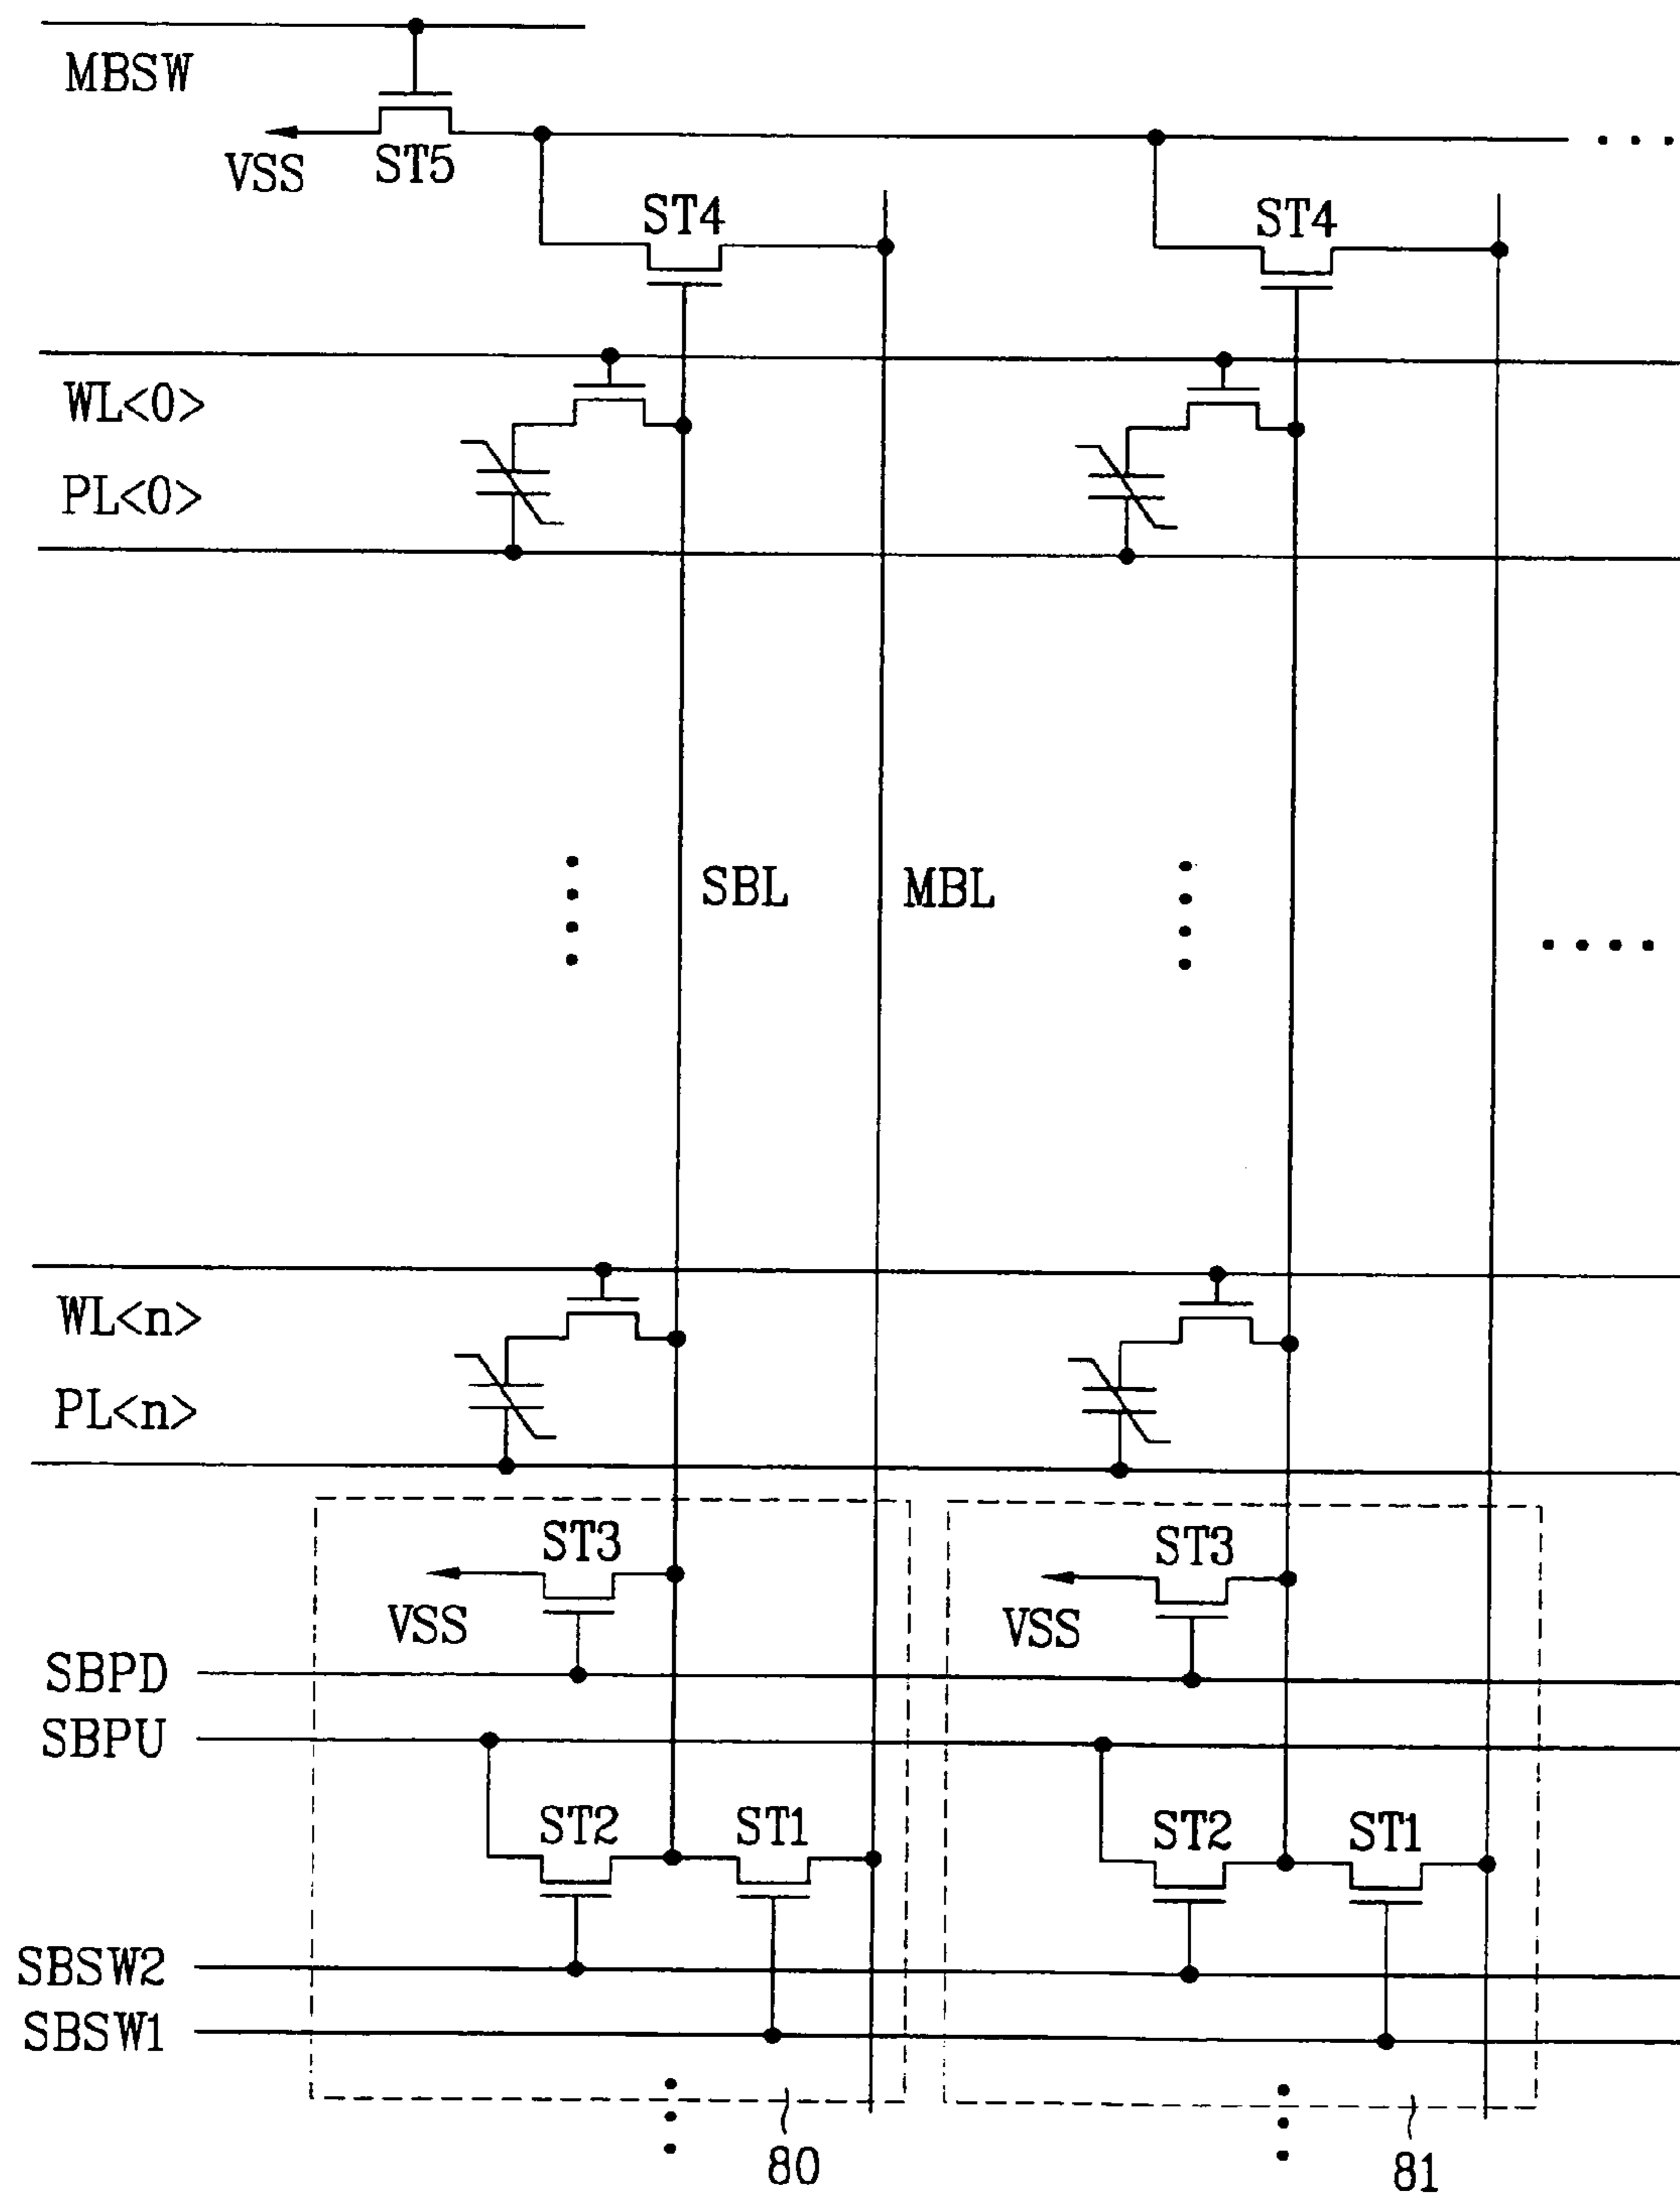 MBSW
VSS
ST5
ST4
ST4
WL<0>
PL<0>
SBL
MBL
WL<n>
PL<n>
ST3
ST3
VSS
VSS
SBPD
SBPU
ST2
ST1
ST2
ST1
SBSW2
SBSW1
80
81